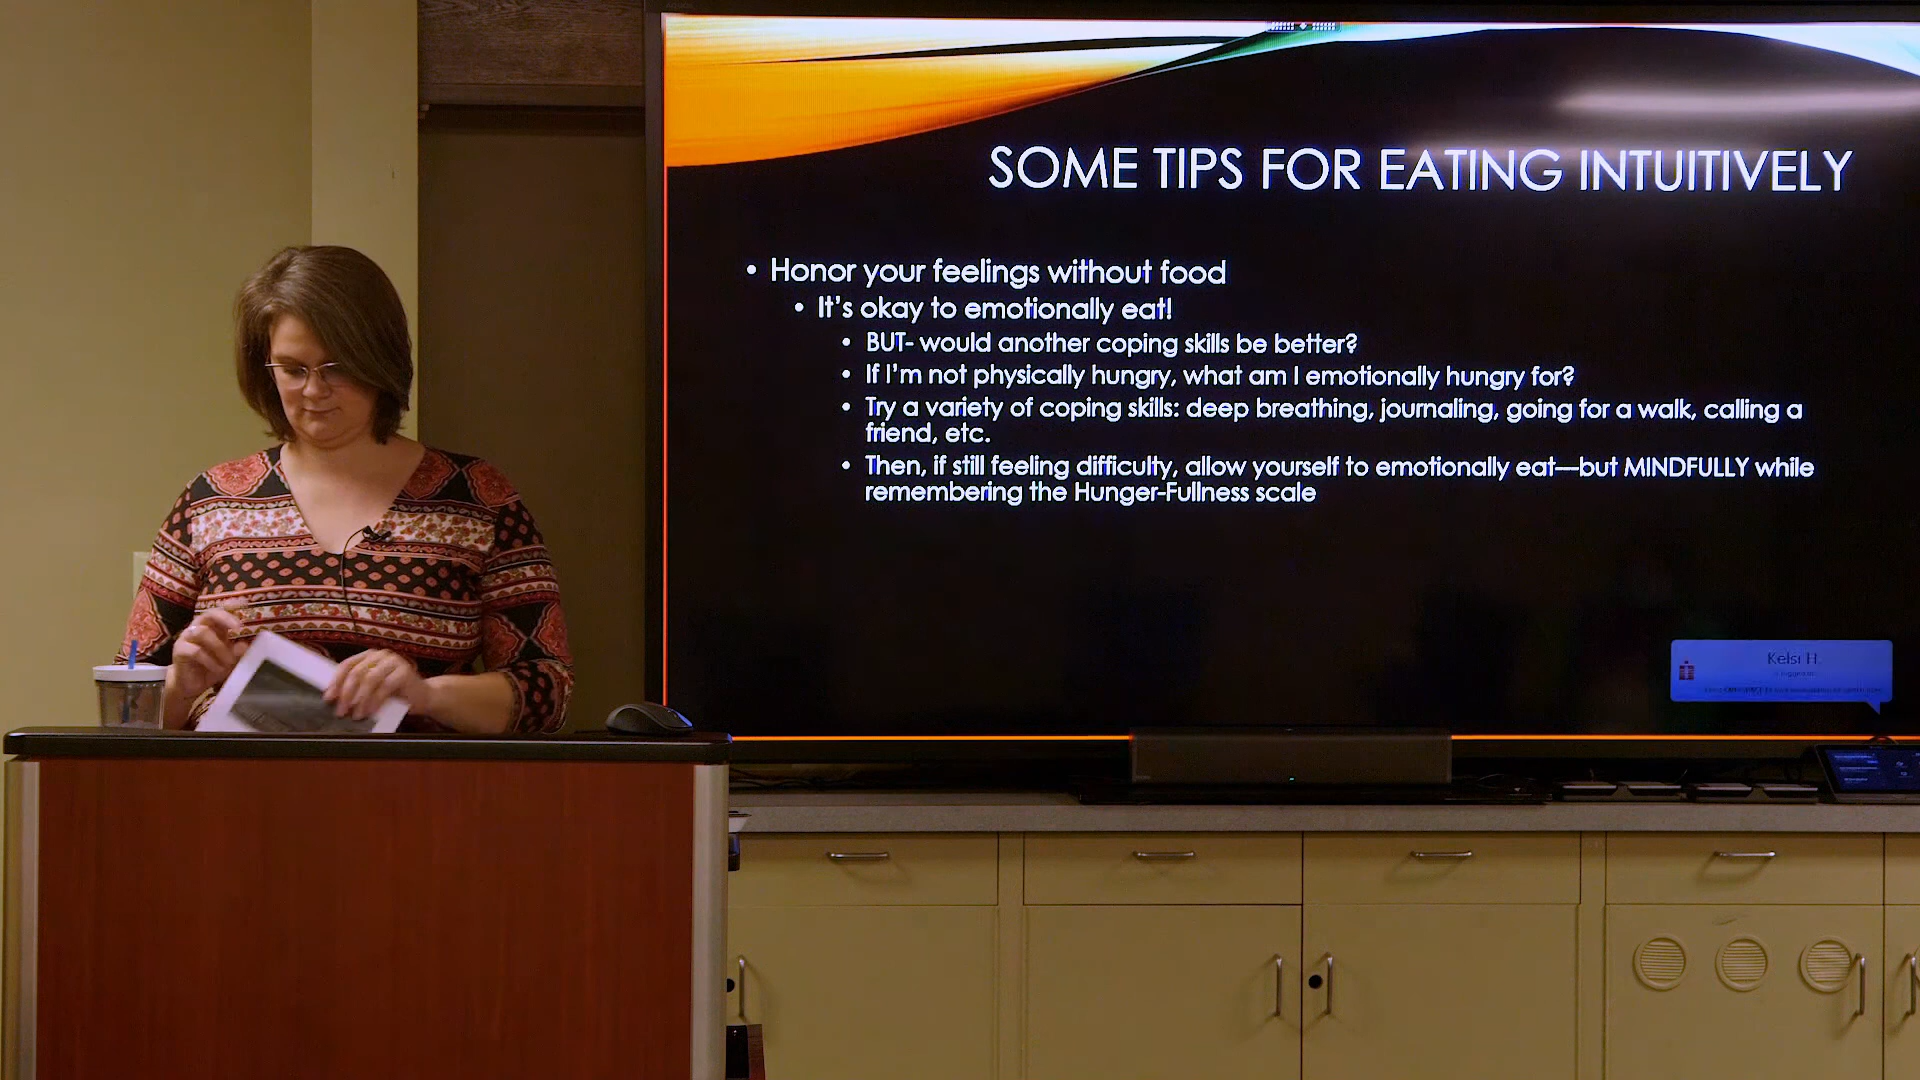 SOME TIPS FOR EATING INTUITIVELY
• Honor your feelings without food
• It's okay to emotionally eat!
• BUT- would another coping skills be better?
• If I'm not physically hungry, what am I emotionally hungry for?
• Try a variety of coping skills: deep breathing, journaling, going for a walk, calling a
friend, etc.
• Then, if still feeling difficulty, allow yourself to emotionally eat—but MINDFULLY while
remembering the Hunger-Fullness scale
Kelsi H.